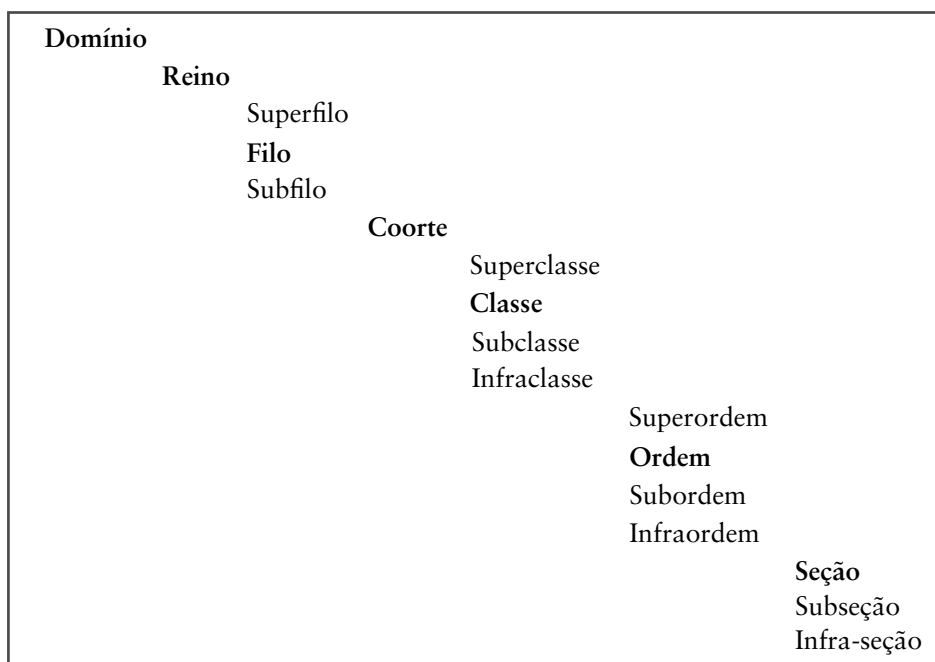 Domínio
Reino
Superfilo
Filo
Subfilo
Coorte
Superclasse
Classe
Subclasse
Infraclasse
Superordem
Ordem
Subordem
Infraordem
Seção
Subseção
Infra-seção